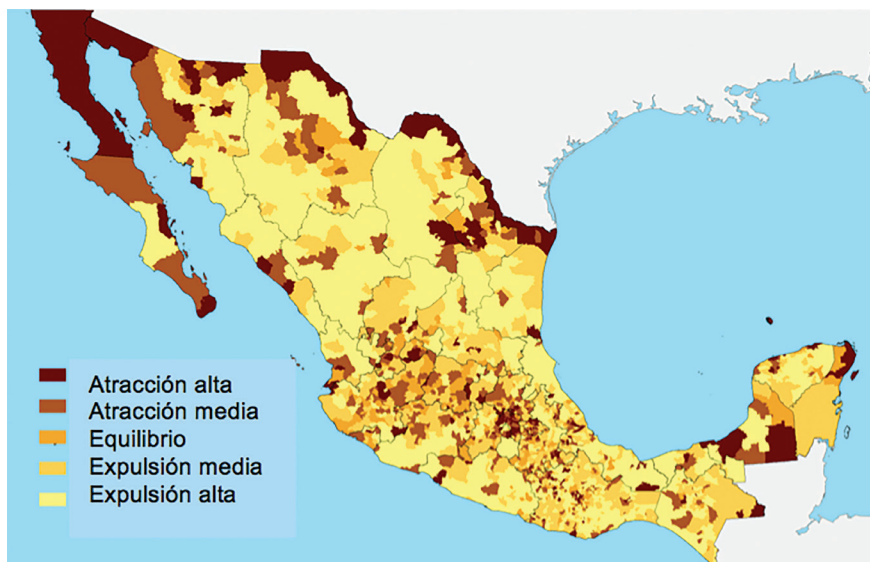 Atracción alta
Atracción media
Equilibrio
Expulsión media
Expulsión alta